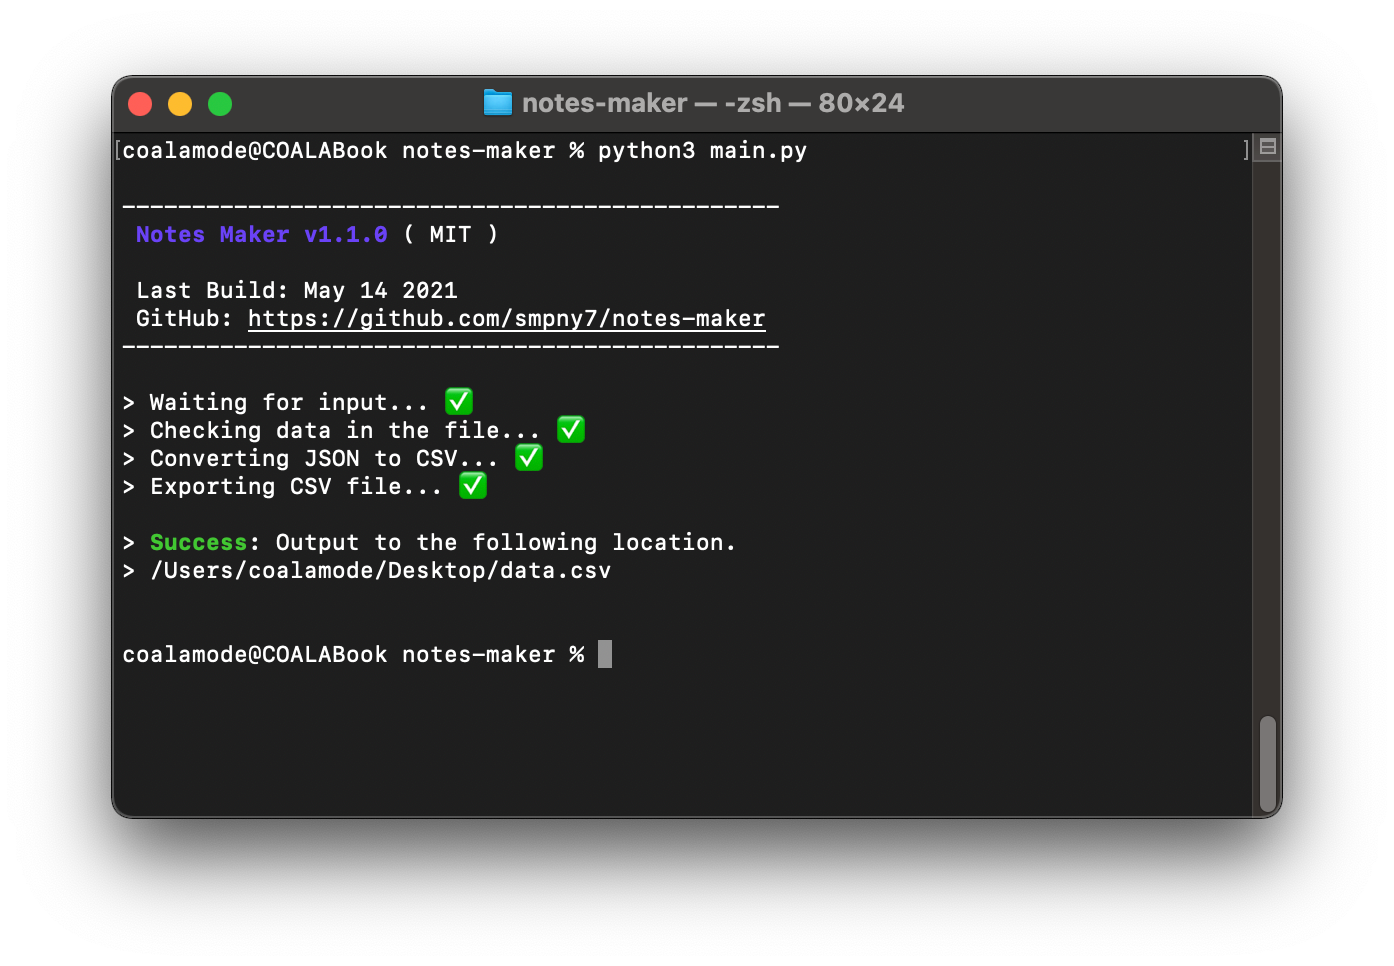 notes-maker — -zsh — 80×24
[coalamode@COALABook notes-maker % python3 main.py ]
-----------------------------------------------
Notes Maker v1.1.0 ( MIT )
Last Build: May 14 2021
GitHub: https://github.com/smpny7/notes-maker
-----------------------------------------------
> Waiting for input... ✅
> Checking data in the file... ✅
> Converting JSON to CSV... ✅
> Exporting CSV file... ✅
> Success: Output to the following location.
> /Users/coalamode/Desktop/data.csv
coalamode@COALABook notes-maker %